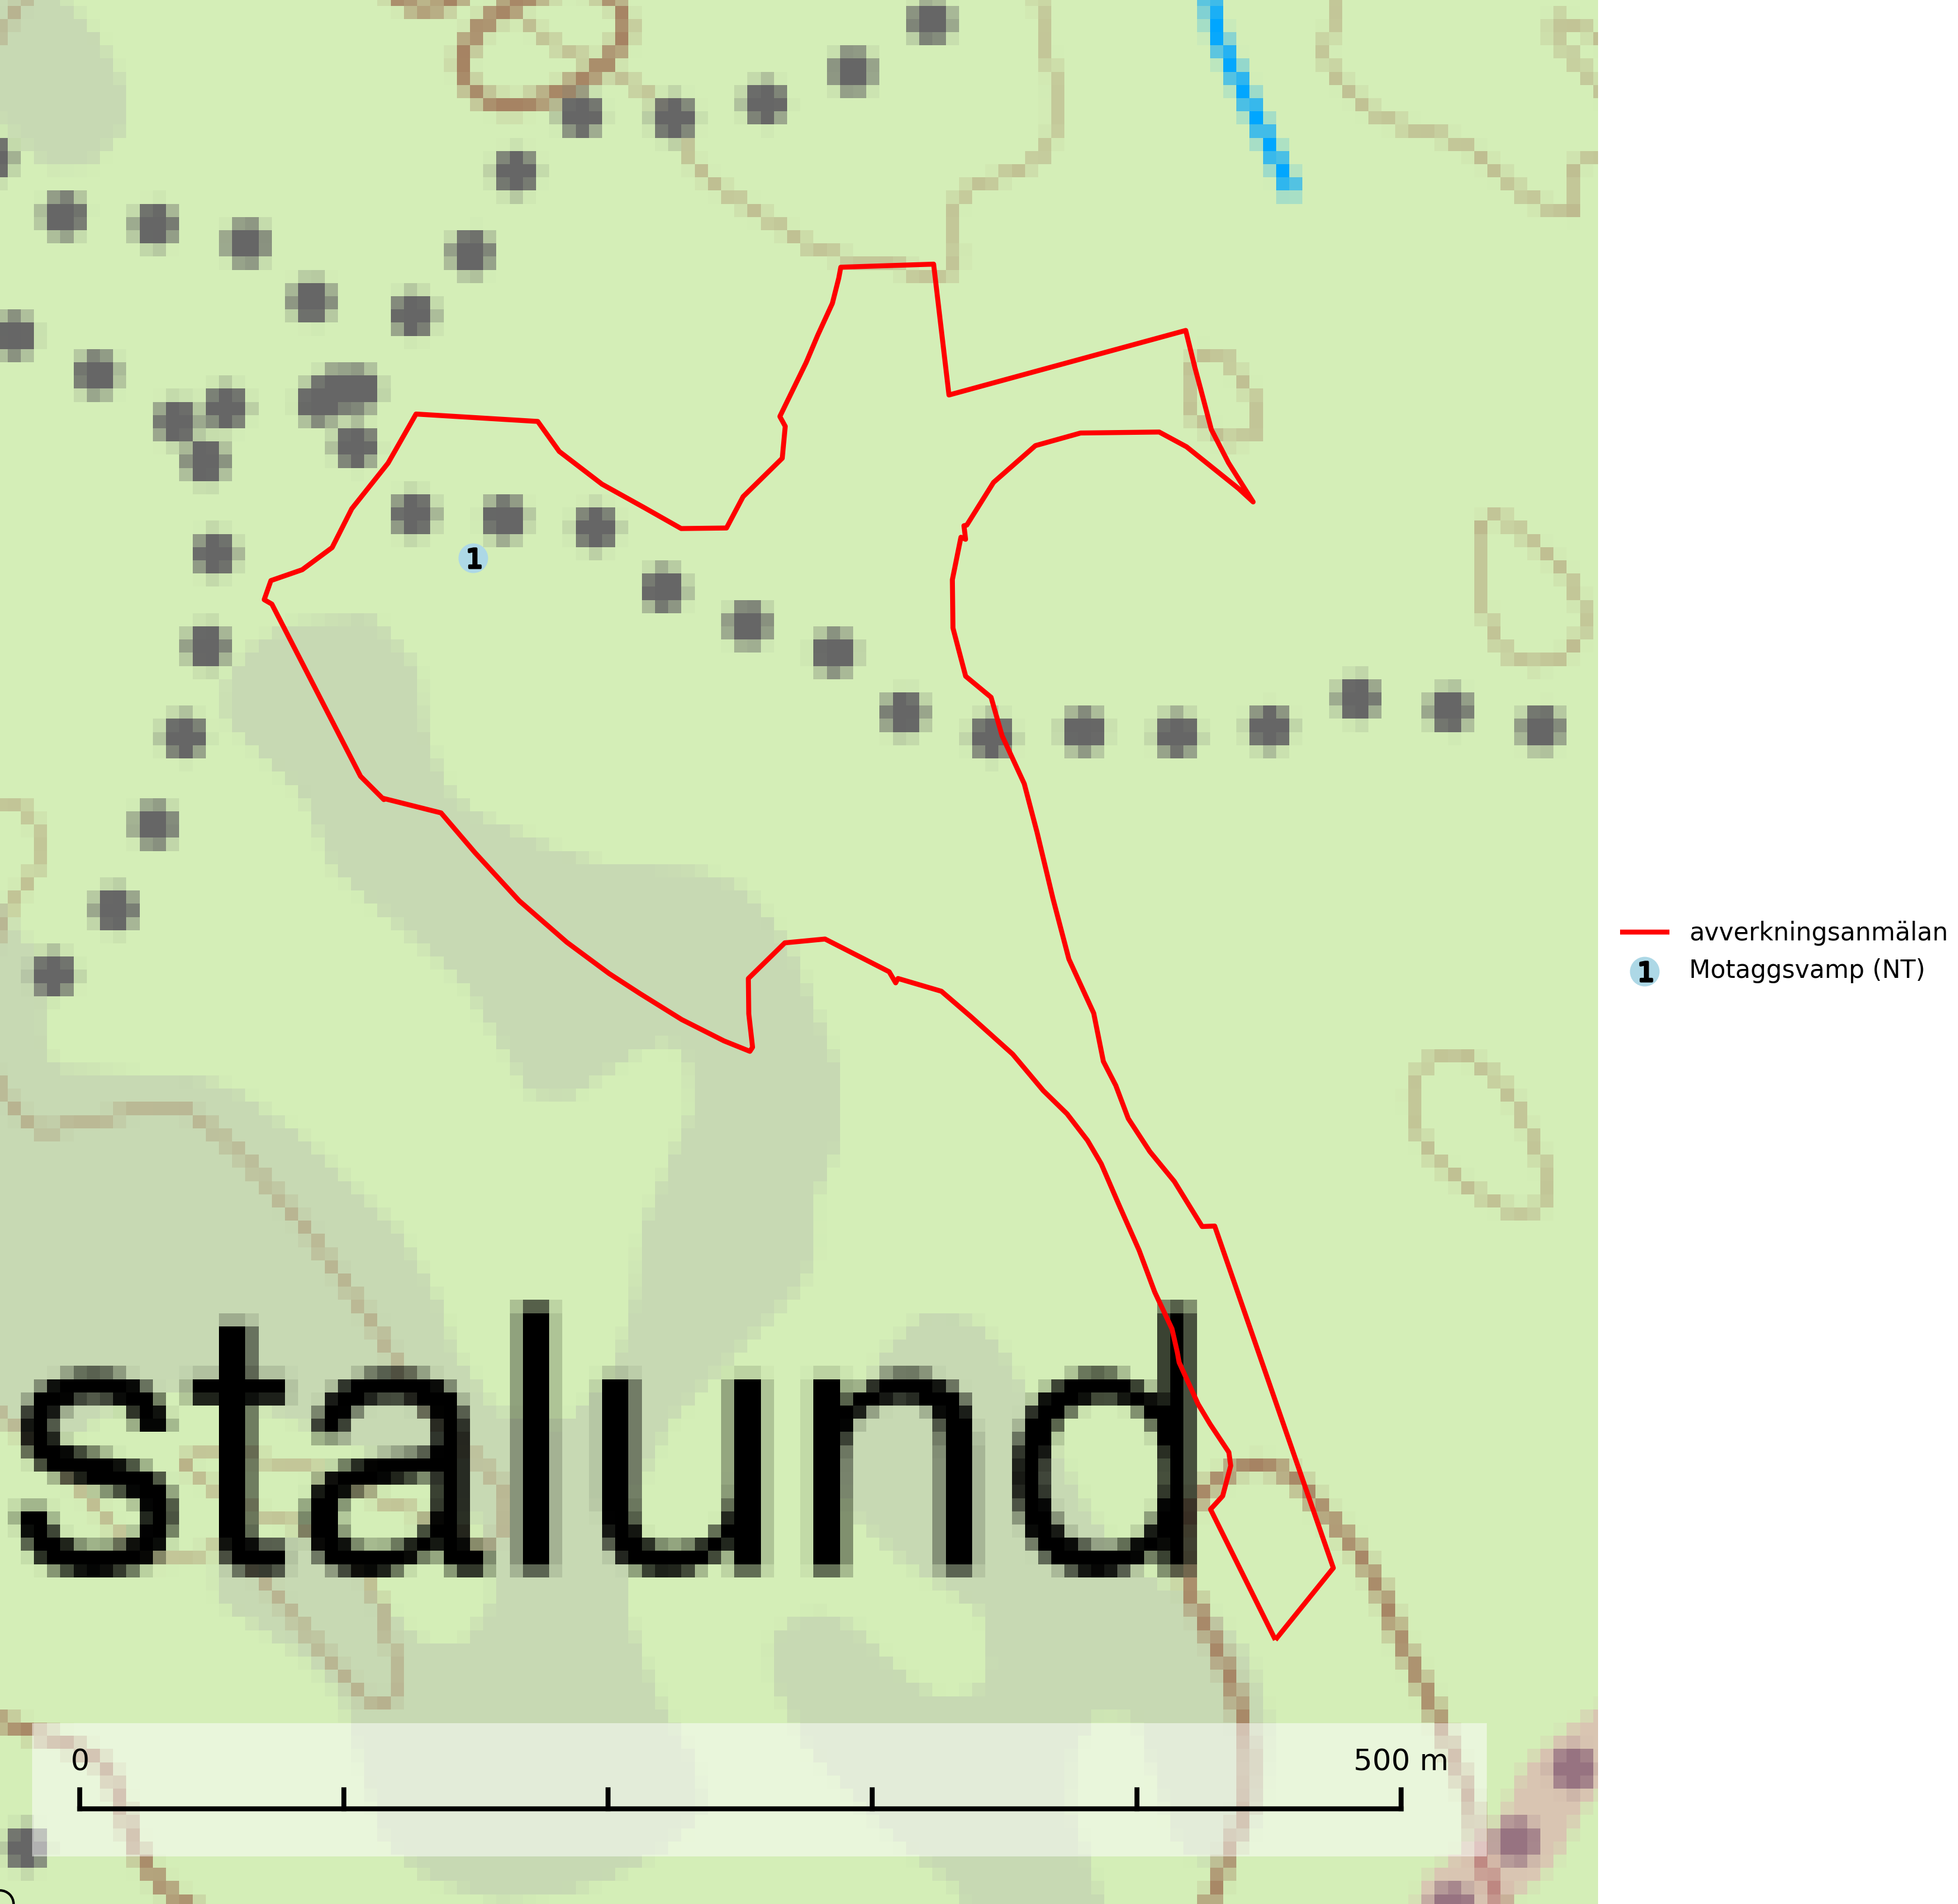 1
avverkningsanmälan
1 Motaggsvamp (NT)
stalund
0 500 m